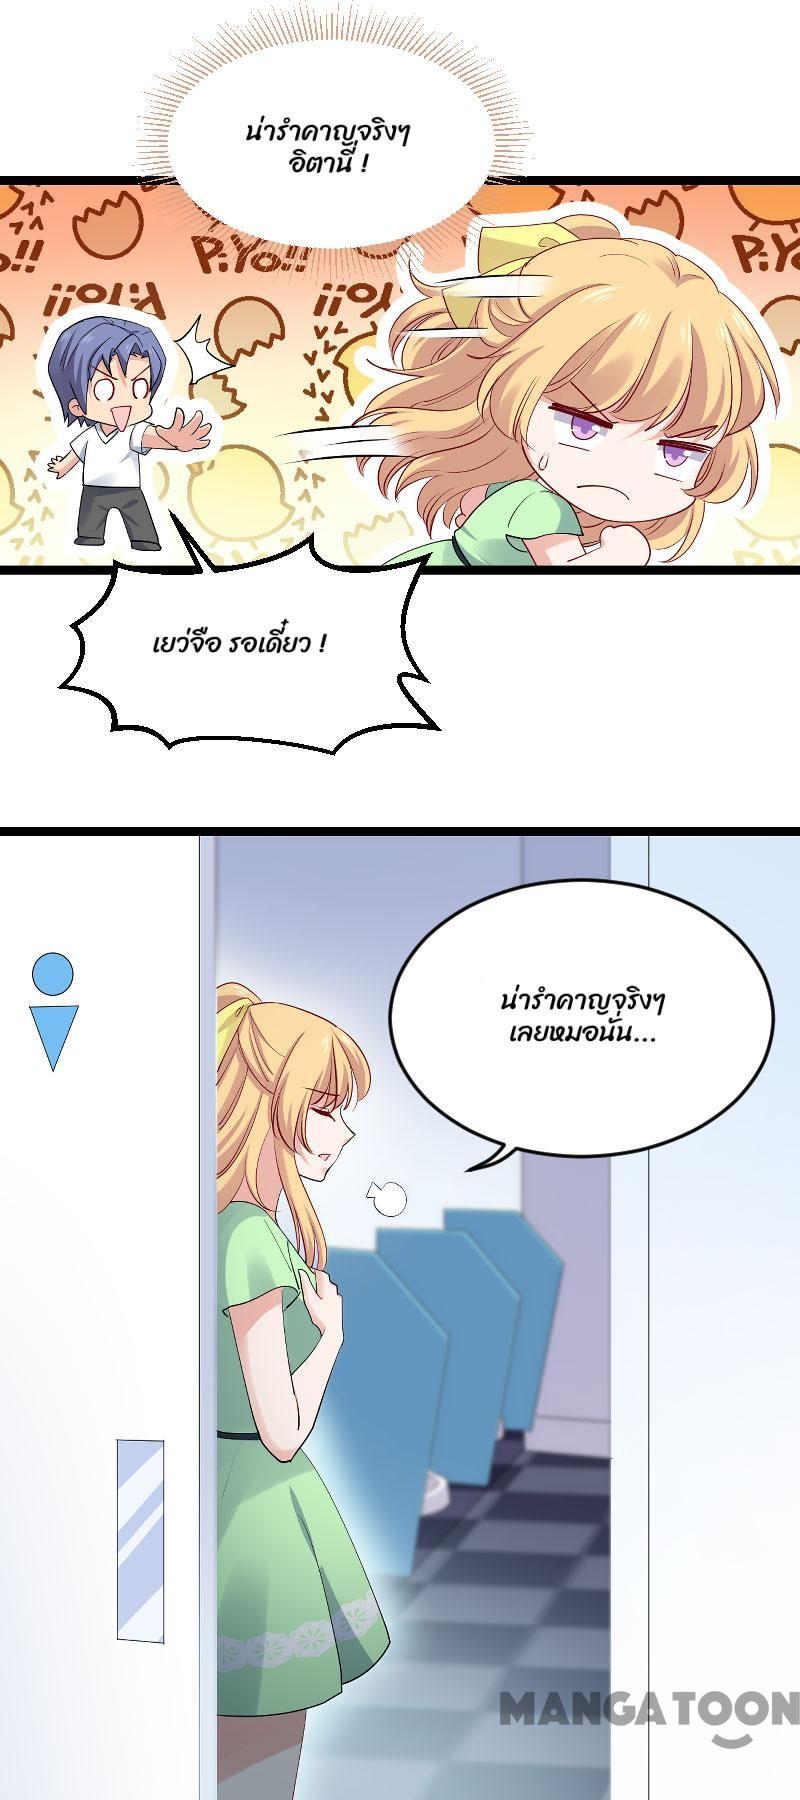 น่ารำคาญจริงๆ
อิตานี่ !
P.Yo!!
P.Yo!!
P.Yo!!
P.Yo!!
เยว่จือ รอเดี๋ยว !
น่ารำคาญจริงๆ
เลยหมอนั่น...
MANGATOON